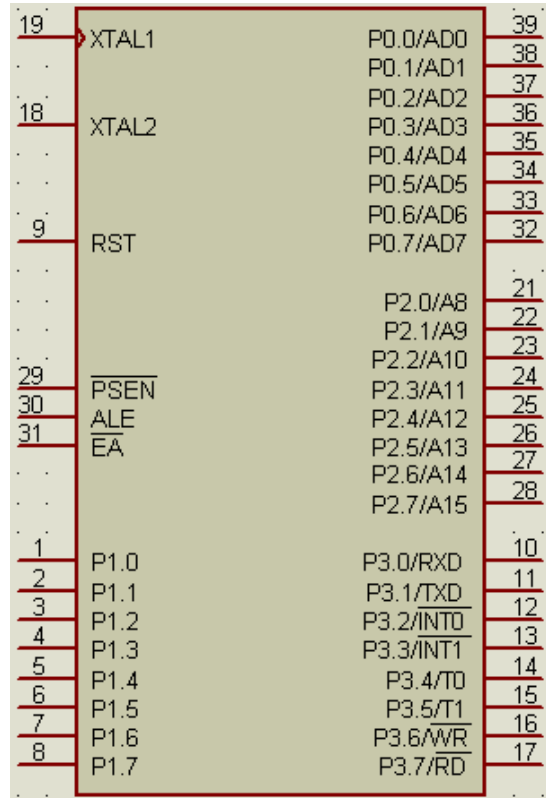 19 XTAL1 P0.0/AD0 39
P0.1/AD1 38
P0.2/AD2 37
18 XTAL2 P0.3/AD3 36
P0.4/AD4 35
P0.5/AD5 34
P0.6/AD6 33
9 RST P0.7/AD7 32
P2.0/A8 21
P2.1/A9 22
P2.2/A10 23
29 PSEN P2.3/A11 24
30 ALE P2.4/A12 25
31 EA P2.5/A13 26
P2.6/A14 27
P2.7/A15 28
1 P1.0 P3.0/RXD 10
2 P1.1 P3.1/TXD 11
3 P1.2 P3.2/INT0 12
4 P1.3 P3.3/INT1 13
5 P1.4 P3.4/T0 14
6 P1.5 P3.5/T1 15
7 P1.6 P3.6/WR 16
8 P1.7 P3.7/RD 17